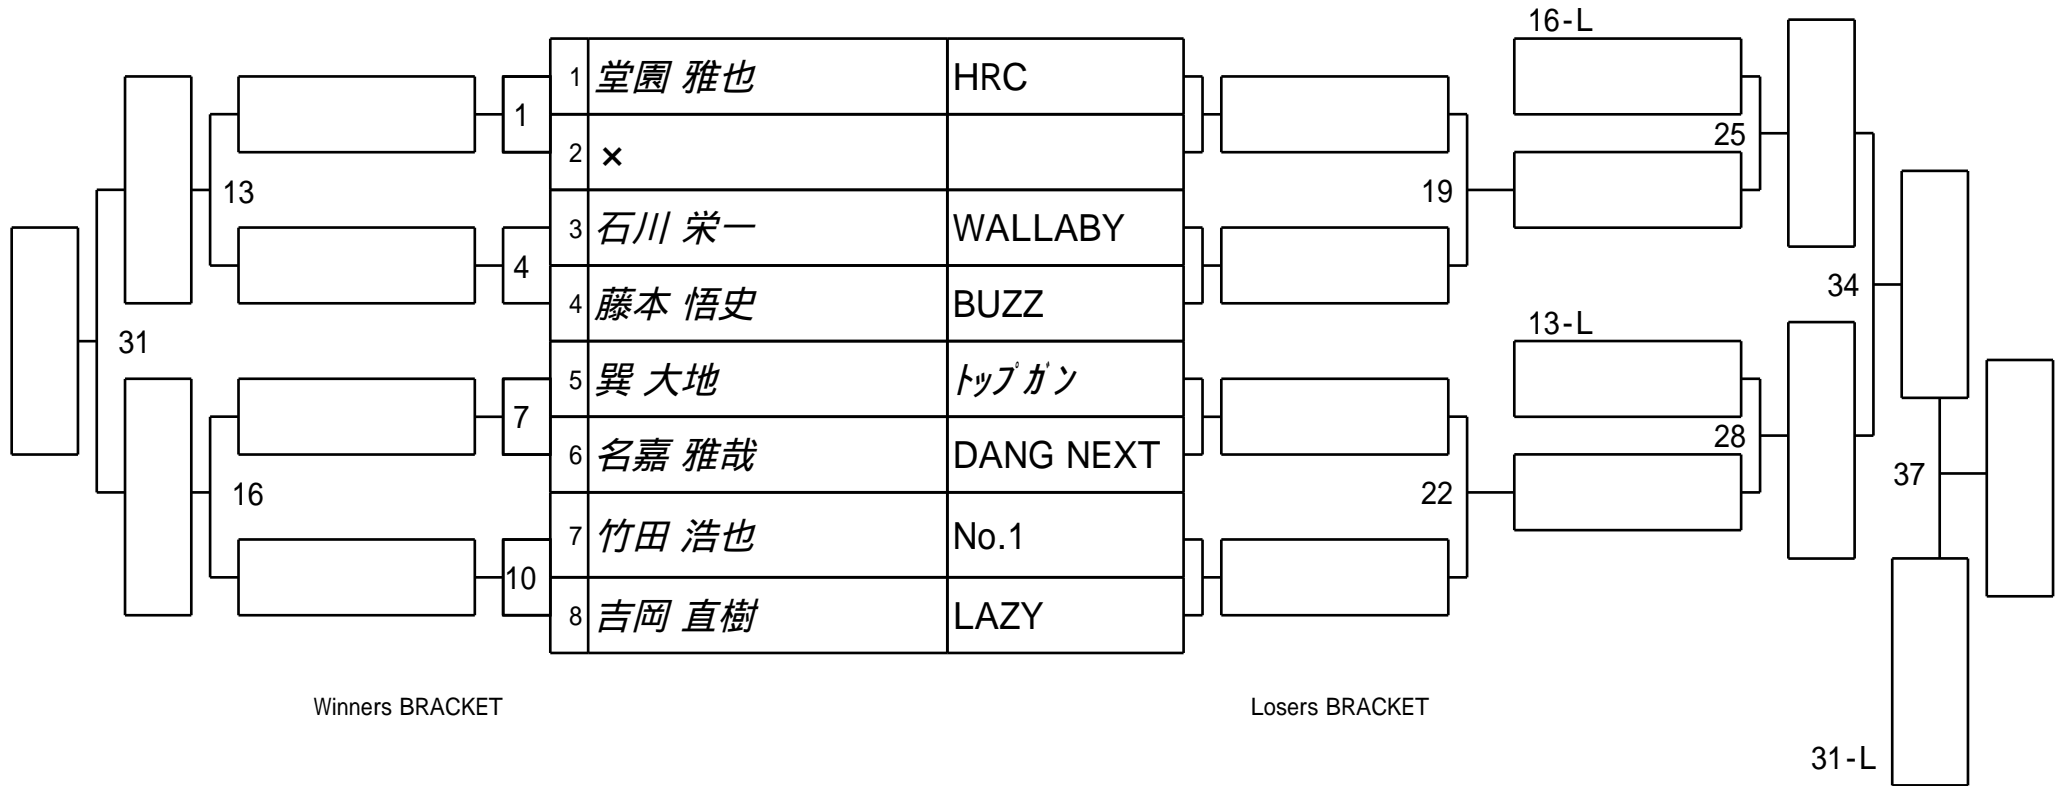 16-L
1 堂園 雅也 HRC
1
25
2 ×
13
19
3 石川 栄一 WALLABY
4
34
4 藤本 悟史 BUZZ
13-L
31
5 巽 大地 ﾄｯﾌﾟｶﾞﾝ
7
28
6 名嘉 雅哉 DANG NEXT
37
16
22
7 竹田 浩也 No.1
10
8 吉岡 直樹 LAZY
Winners BRACKET
Losers BRACKET
31-L